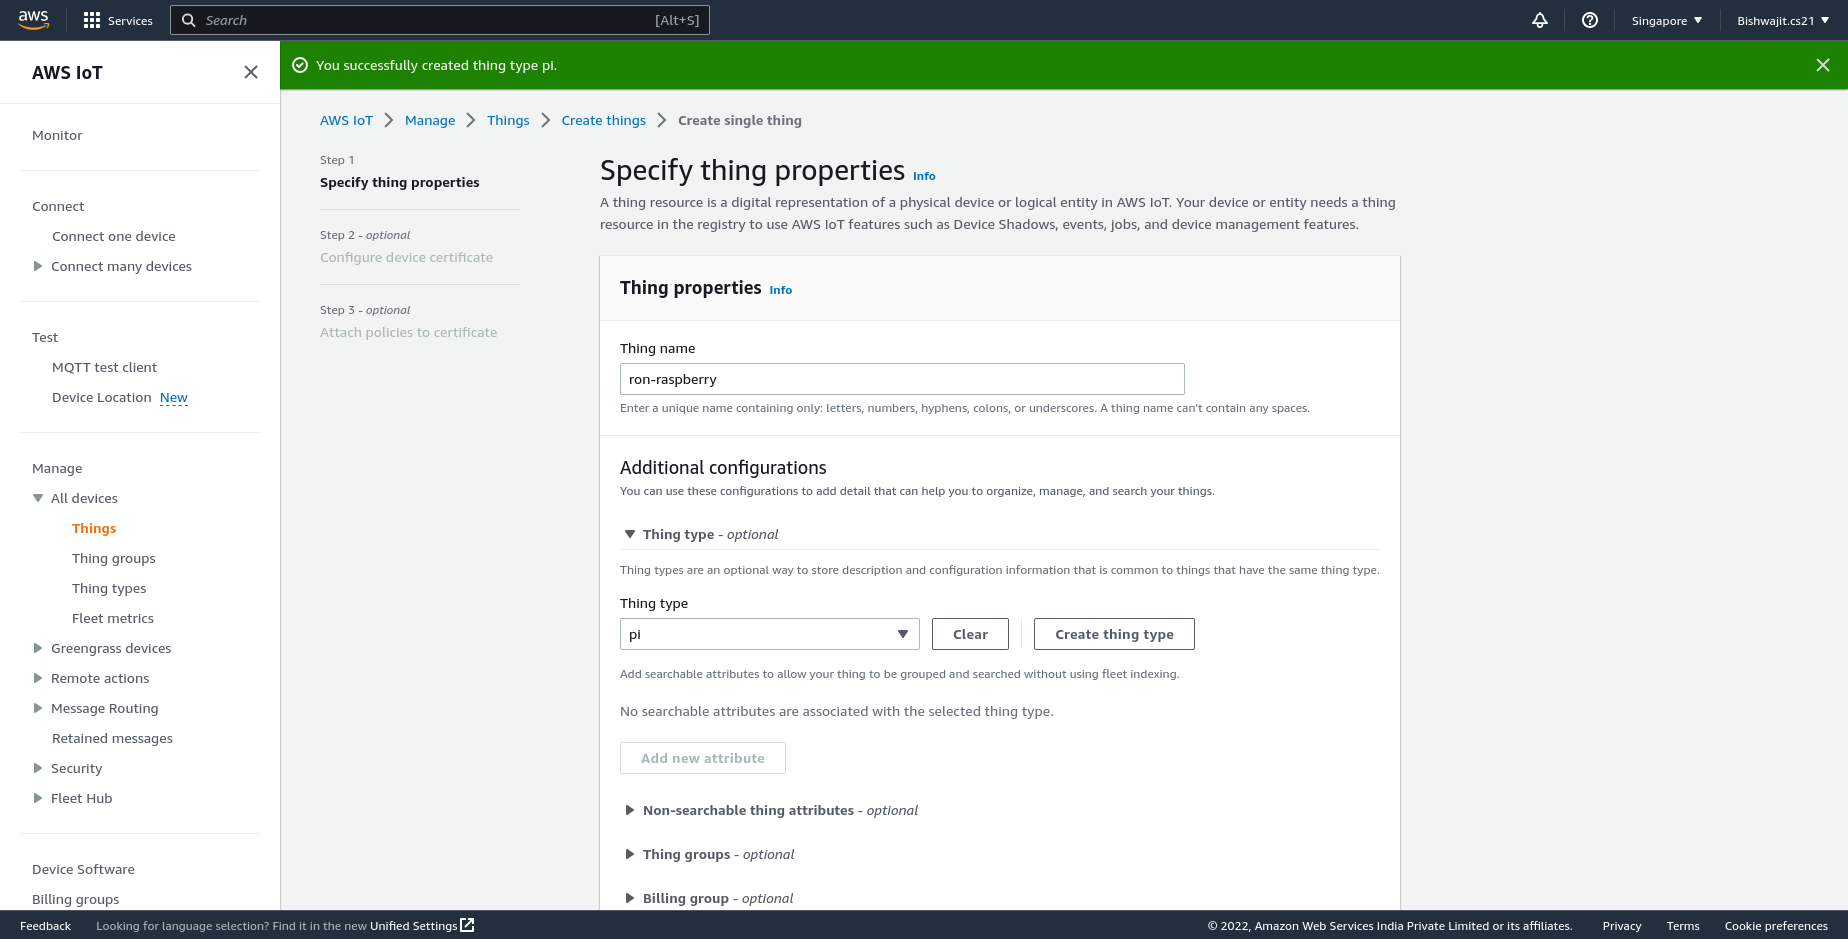 aws
Services
Search
[Alt+S]
Singapore
Bishwajit.cs21
AWS IoT
You successfully created thing type pi.
Monitor
Connect
Connect one device
Connect many devices
Test
MQTT test client
Device Location New
Manage
All devices
Things
Thing groups
Thing types
Fleet metrics
Greengrass devices
Remote actions
Message Routing
Retained messages
Security
Fleet Hub
Device Software
Billing groups
AWS IoT Manage Things Create things Create single thing
Step 1
Specify thing properties
Step 2 - optional
Configure device certificate
Step 3 - optional
Attach policies to certificate
Specify thing properties Info
A thing resource is a digital representation of a physical device or logical entity in AWS IoT. Your device or entity needs a thing
resource in the registry to use AWS IoT features such as Device Shadows, events, jobs, and device management features.
Thing properties Info
Thing name
ron-raspberry
Enter a unique name containing only: letters, numbers, hyphens, colons, or underscores. A thing name can't contain any spaces.
Additional configurations
You can use these configurations to add detail that can help you to organize, manage, and search your things.
Thing type - optional
Thing types are an optional way to store description and configuration information that is common to things that have the same thing type.
Thing type
pi
Clear
Create thing type
Add searchable attributes to allow your thing to be grouped and searched without using fleet indexing.
No searchable attributes are associated with the selected thing type.
Add new attribute
Non-searchable thing attributes - optional
Thing groups - optional
Billing group - optional
Feedback
Looking for language selection? Find it in the new Unified Settings
© 2022, Amazon Web Services India Private Limited or its affiliates.
Privacy
Terms
Cookie preferences